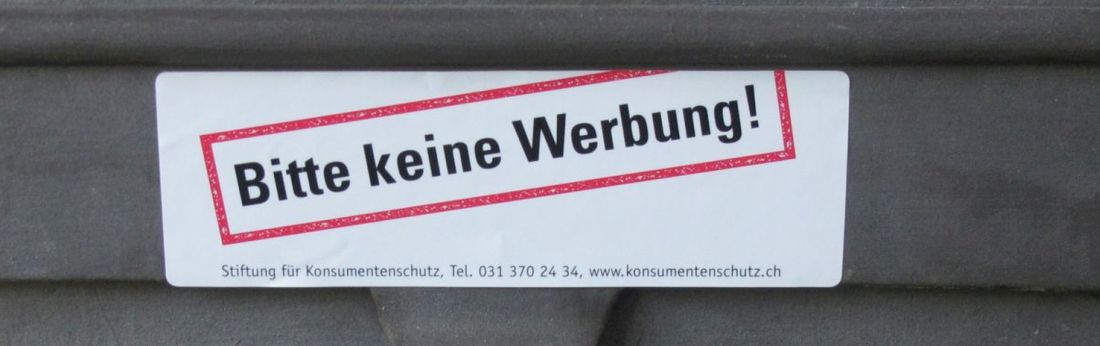 Bitte keine Werbung!
Stiftung für Konsumentenschutz, Tel. 031 370 24 34, www.konsumentenschutz.ch